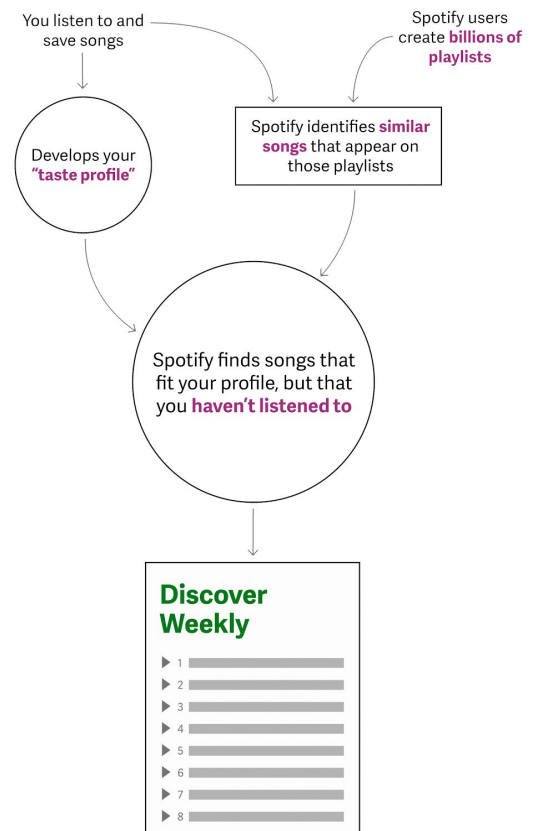 You listen to and
save songs
Spotify users
create billions of
playlists
Develops your
“taste profile”
Spotify identifies similar
songs that appear on
those playlists
Spotify finds songs that
fit your profile, but that
you haven’t listened to
Discover
Weekly
1
2
3
4
5
6
7
8